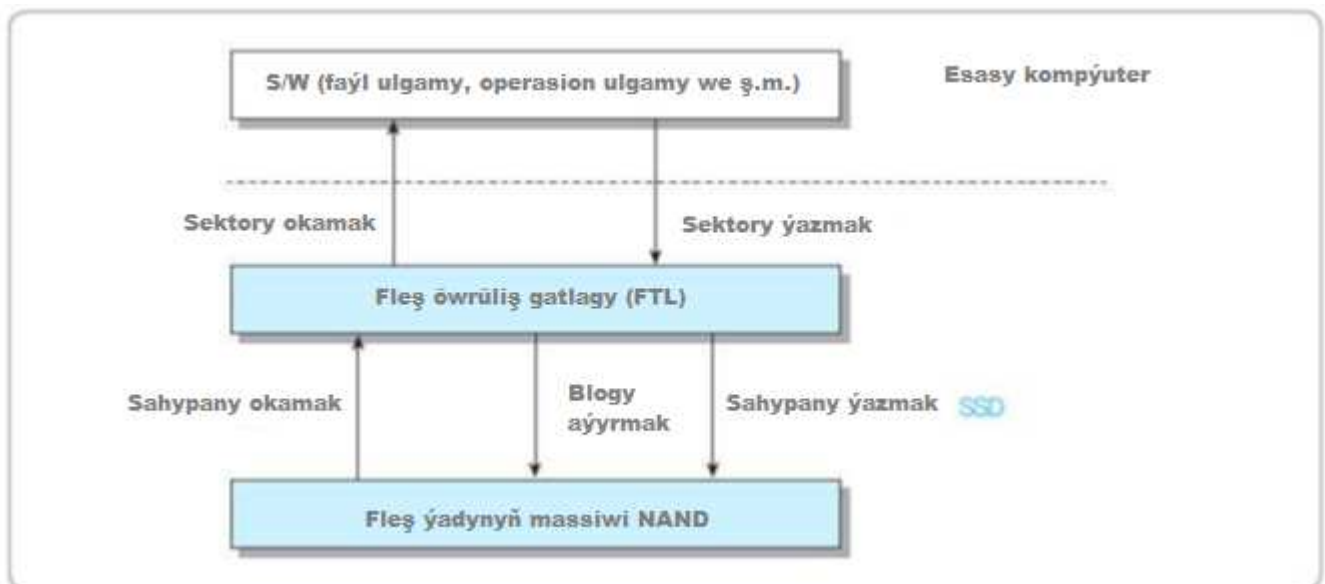 S/W (faýl ulgamy, operasion ulgamy we ş.m.)
Esasy kompýuter
Sektory okamak
Sektory ýazmak
Fleş öwrüliş gatlagy (FTL)
Sahypany okamak
Blogy
aýyrmak
Sahypany ýazmak
SSD
Fleş ýadynyň massiwi NAND